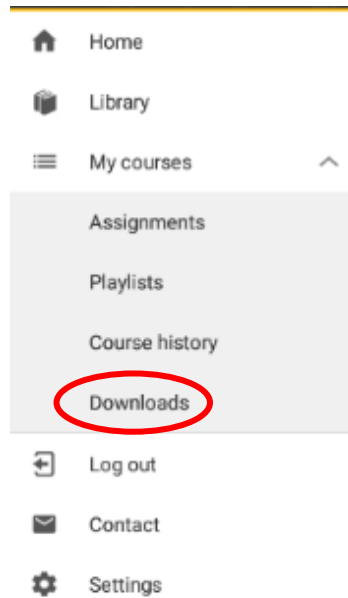 Home
Library
My courses
Assignments
Playlists
Course history
Downloads
Log out
Contact
Settings